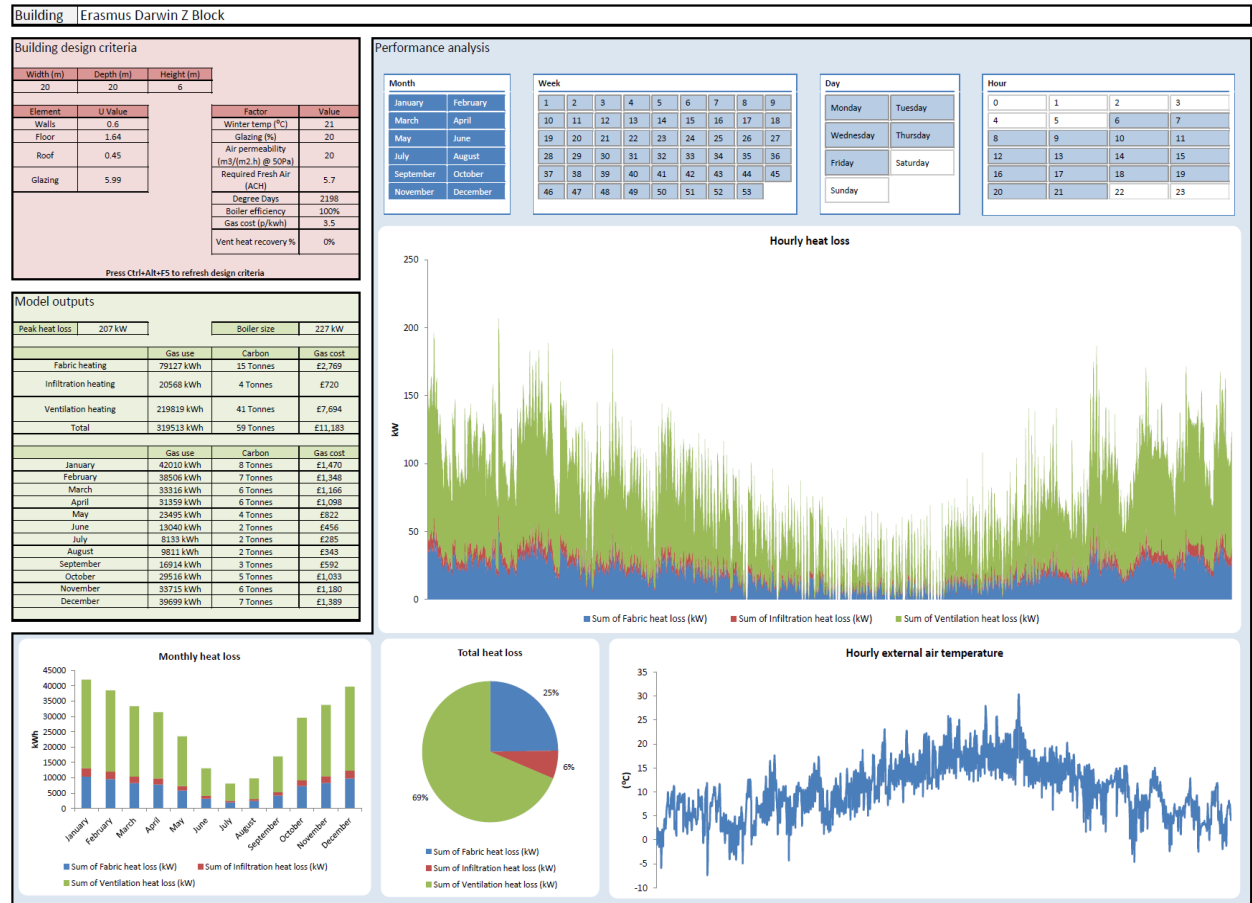 Building Erasmus Darwin Z Block
Building design criteria
Width (m) Depth (m) Height (m)
20 20 6
Element U Value
Walls 0.6
Floor 1.64
Roof 0.45
Glazing 5.99
Factor Value
Winter temp (⁰C) 21
Glazing (%) 20
Air permeability
(m3/(m2.h) @ 50Pa) 20
Required Fresh Air
(ACH) 5.7
Degree Days 2198
Boiler efficiency 100%
Gas cost (p/kwh) 3.5
Vent heat recovery % 0%
Press Ctrl+Alt+F5 to refresh design criteria
Model outputs
Peak heat loss 207 kW Boiler size 227 kW
Gas use Carbon Gas cost
Fabric heating 79127 kWh 15 Tonnes £2,769
Infiltration heating 20568 kWh 4 Tonnes £720
Ventilation heating 219819 kWh 41 Tonnes £7,694
Total 319513 kWh 59 Tonnes £11,183
Gas use Carbon Gas cost
January 42010 kWh 8 Tonnes £1,470
February 38506 kWh 7 Tonnes £1,348
March 33316 kWh 6 Tonnes £1,166
April 31359 kWh 6 Tonnes £1,098
May 23495 kWh 4 Tonnes £822
June 13040 kWh 2 Tonnes £456
July 8133 kWh 2 Tonnes £285
August 9811 kWh 2 Tonnes £343
September 16914 kWh 3 Tonnes £592
October 29516 kWh 5 Tonnes £1,033
November 33715 kWh 6 Tonnes £1,180
December 39699 kWh 7 Tonnes £1,389
Performance analysis
Month
January February
March April
May June
July August
September October
November December
Week
1 2 3 4 5 6 7 8 9
10 11 12 13 14 15 16 17 18
19 20 21 22 23 24 25 26 27
28 29 30 31 32 33 34 35 36
37 38 39 40 41 42 43 44 45
46 47 48 49 50 51 52 53
Day
Monday Tuesday
Wednesday Thursday
Friday Saturday
Sunday
Hour
0 1 2 3
4 5 6 7
8 9 10 11
12 13 14 15
16 17 18 19
20 21 22 23
Hourly heat loss
250
200
150
100
50
0
kW
Sum of Fabric heat loss (kW) Sum of Infiltration heat loss (kW) Sum of Ventilation heat loss (kW)
Monthly heat loss
45000
40000
35000
30000
25000
20000
15000
10000
5000
0
kWh
January February March April May June July August September October November December
Sum of Fabric heat loss (kW) Sum of Infiltration heat loss (kW)
Sum of Ventilation heat loss (kW)
Total heat loss
25%
6%
69%
Sum of Fabric heat loss (kW)
Sum of Infiltration heat loss (kW)
Sum of Ventilation heat loss (kW)
Hourly external air temperature
35
30
25
20
15
10
5
0
-5
-10
(⁰C)